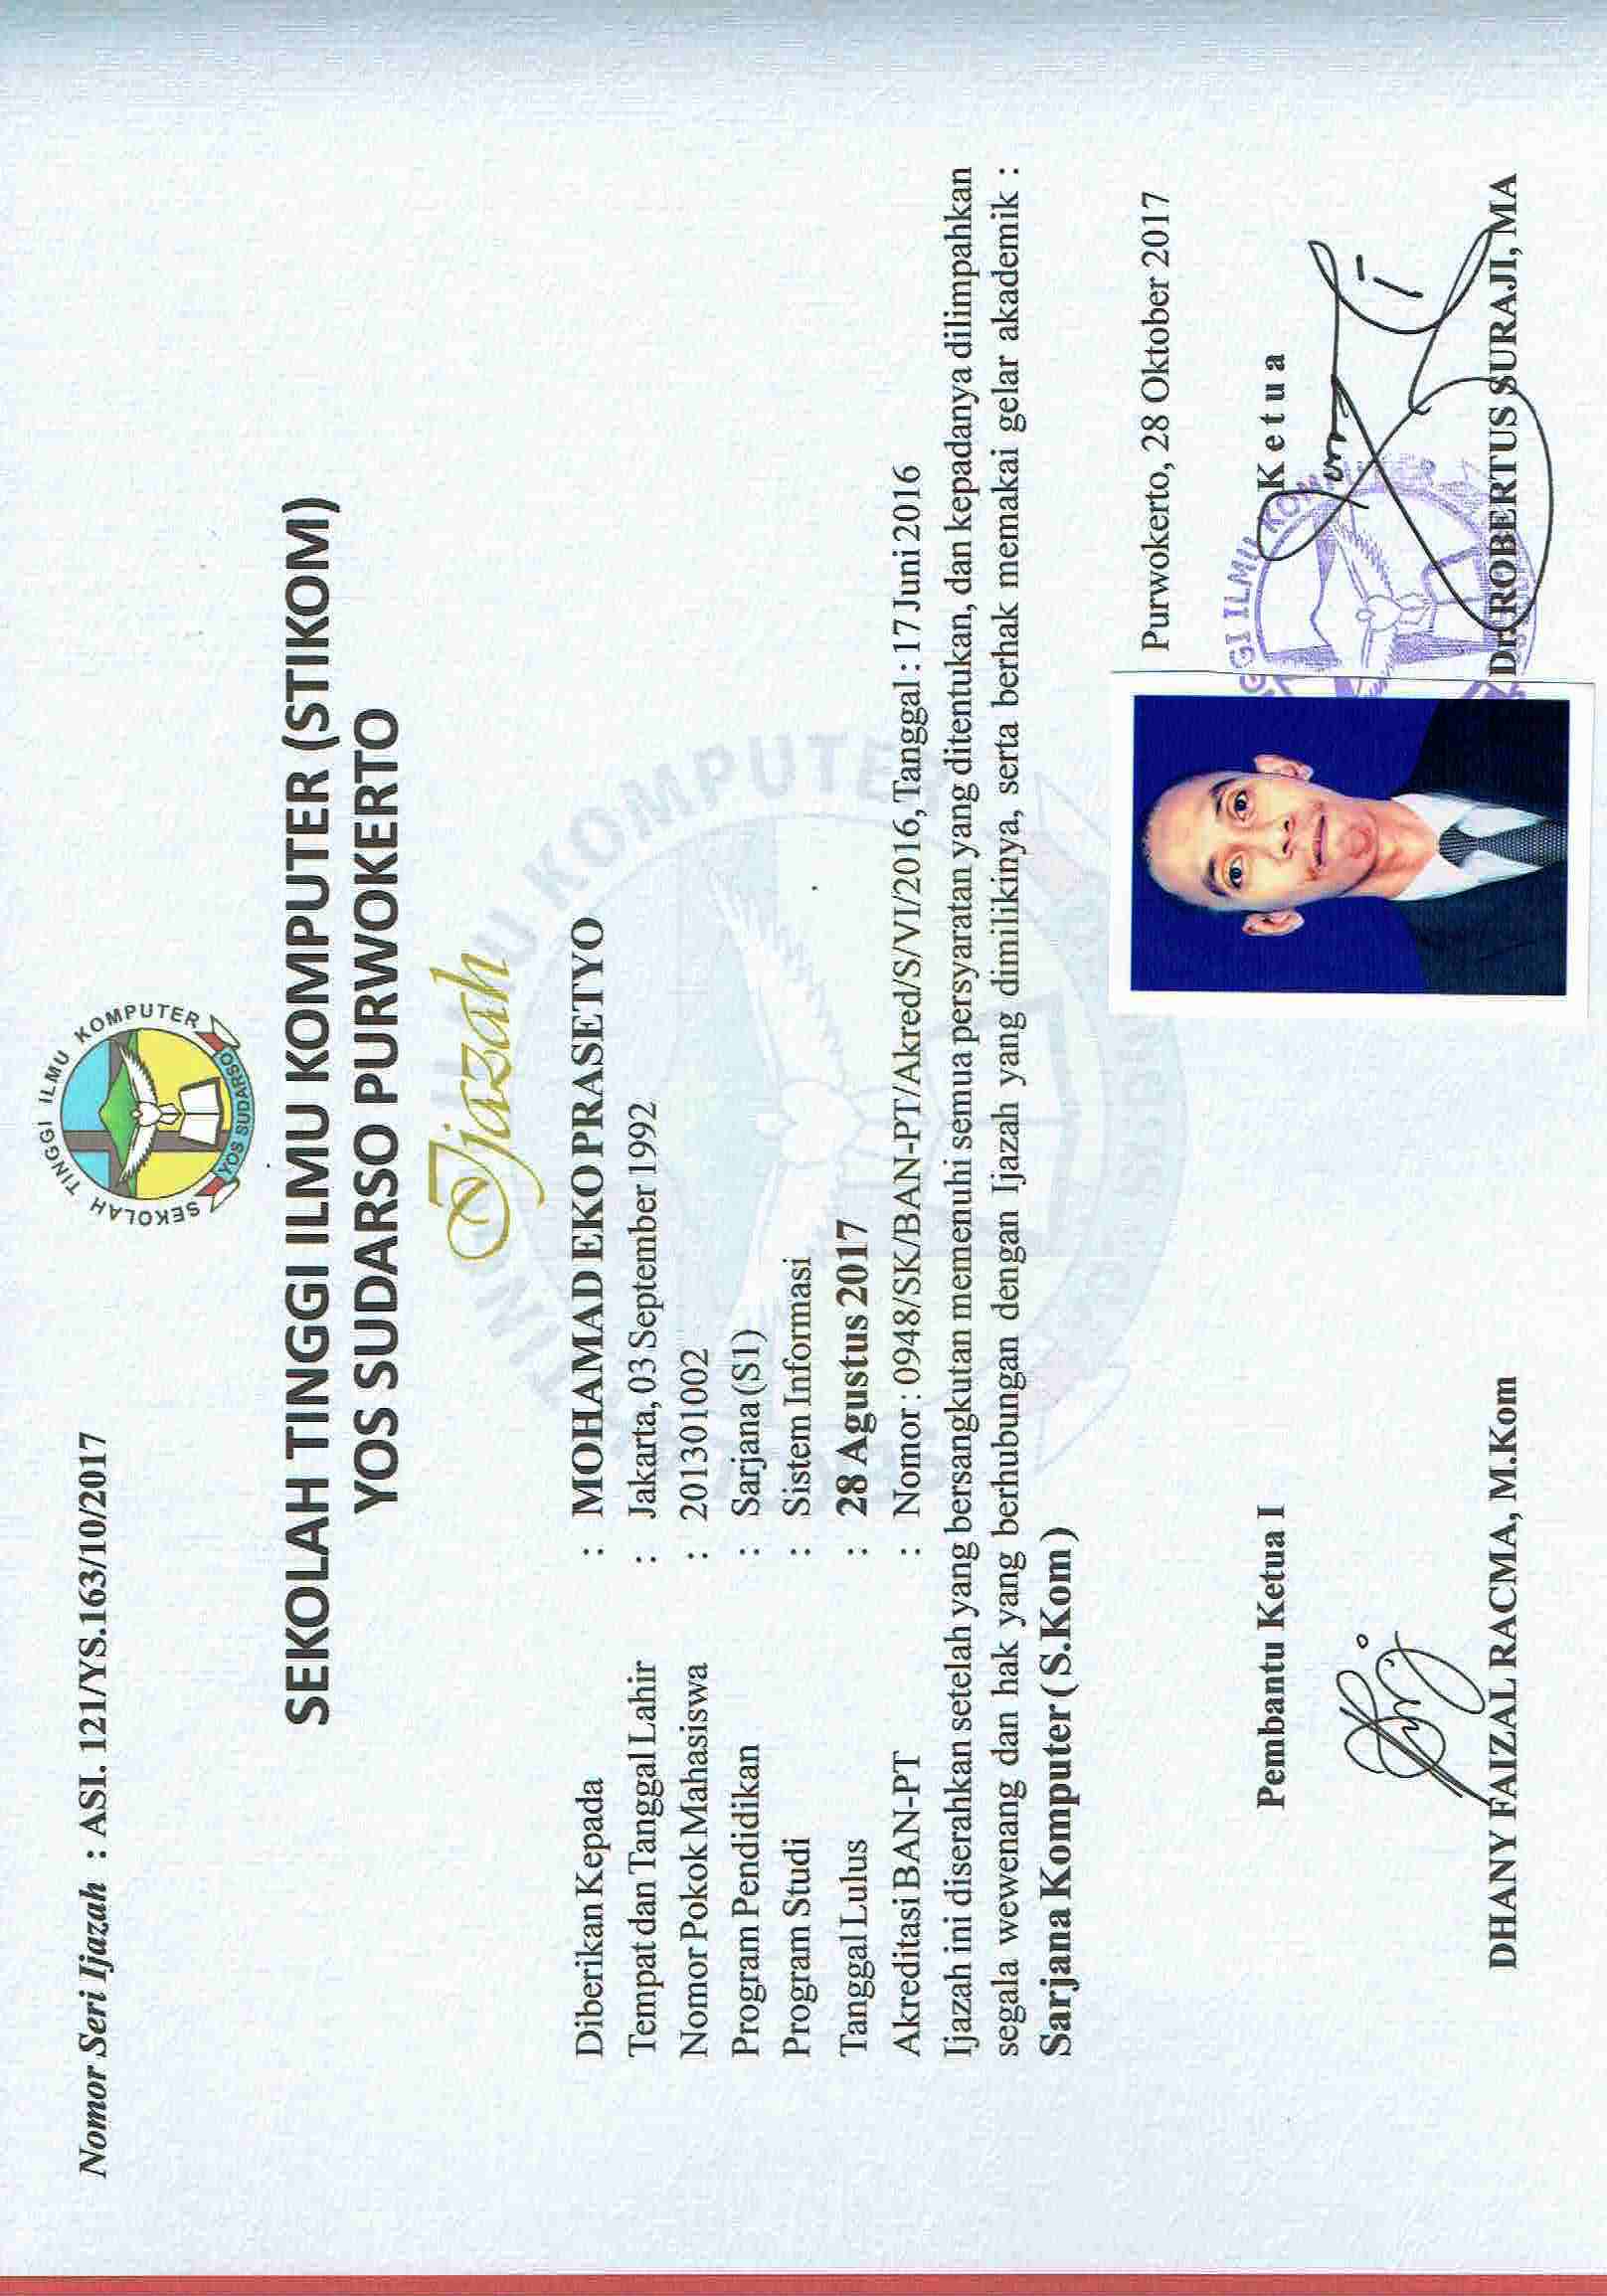 Nomor Seri Ijazah : ASI. 121/YS.163/10/2017
SEKOLAH TINGGI ILMU KOMPUTER
YOS SUDARSO
SEKOLAH TINGGI ILMU KOMPUTER (STIKOM)
YOS SUDARSO PURWOKERTO
Ijazah
Diberikan Kepada : MOHAMAD EKO PRASETYO
Tempat dan Tanggal Lahir : Jakarta, 03 September 1992
Nomor Pokok Mahasiswa : 201301002
Program Pendidikan : Sarjana (S1)
Program Studi : Sistem Informasi
Tanggal Lulus : 28 Agustus 2017
Akreditasi BAN-PT : Nomor : 0948/SK/BAN-PT/Akred/S/VI/2016, Tanggal : 17 Juni 2016
Ijazah ini diserahkan setelah yang bersangkutan memenuhi semua persyaratan yang ditentukan, dan kepadanya dilimpahkan
segala wewenang dan hak yang berhubungan dengan Ijazah yang dimilikinya, serta berhak memakai gelar akademik :
Sarjana Komputer ( S.Kom )
Purwokerto, 28 Oktober 2017
Pembantu Ketua I
Ketua
GGI ILMU KOM
DHANY FAIZAL RACMA, M.Kom
Dr. ROBERTUS SURAJI, MA